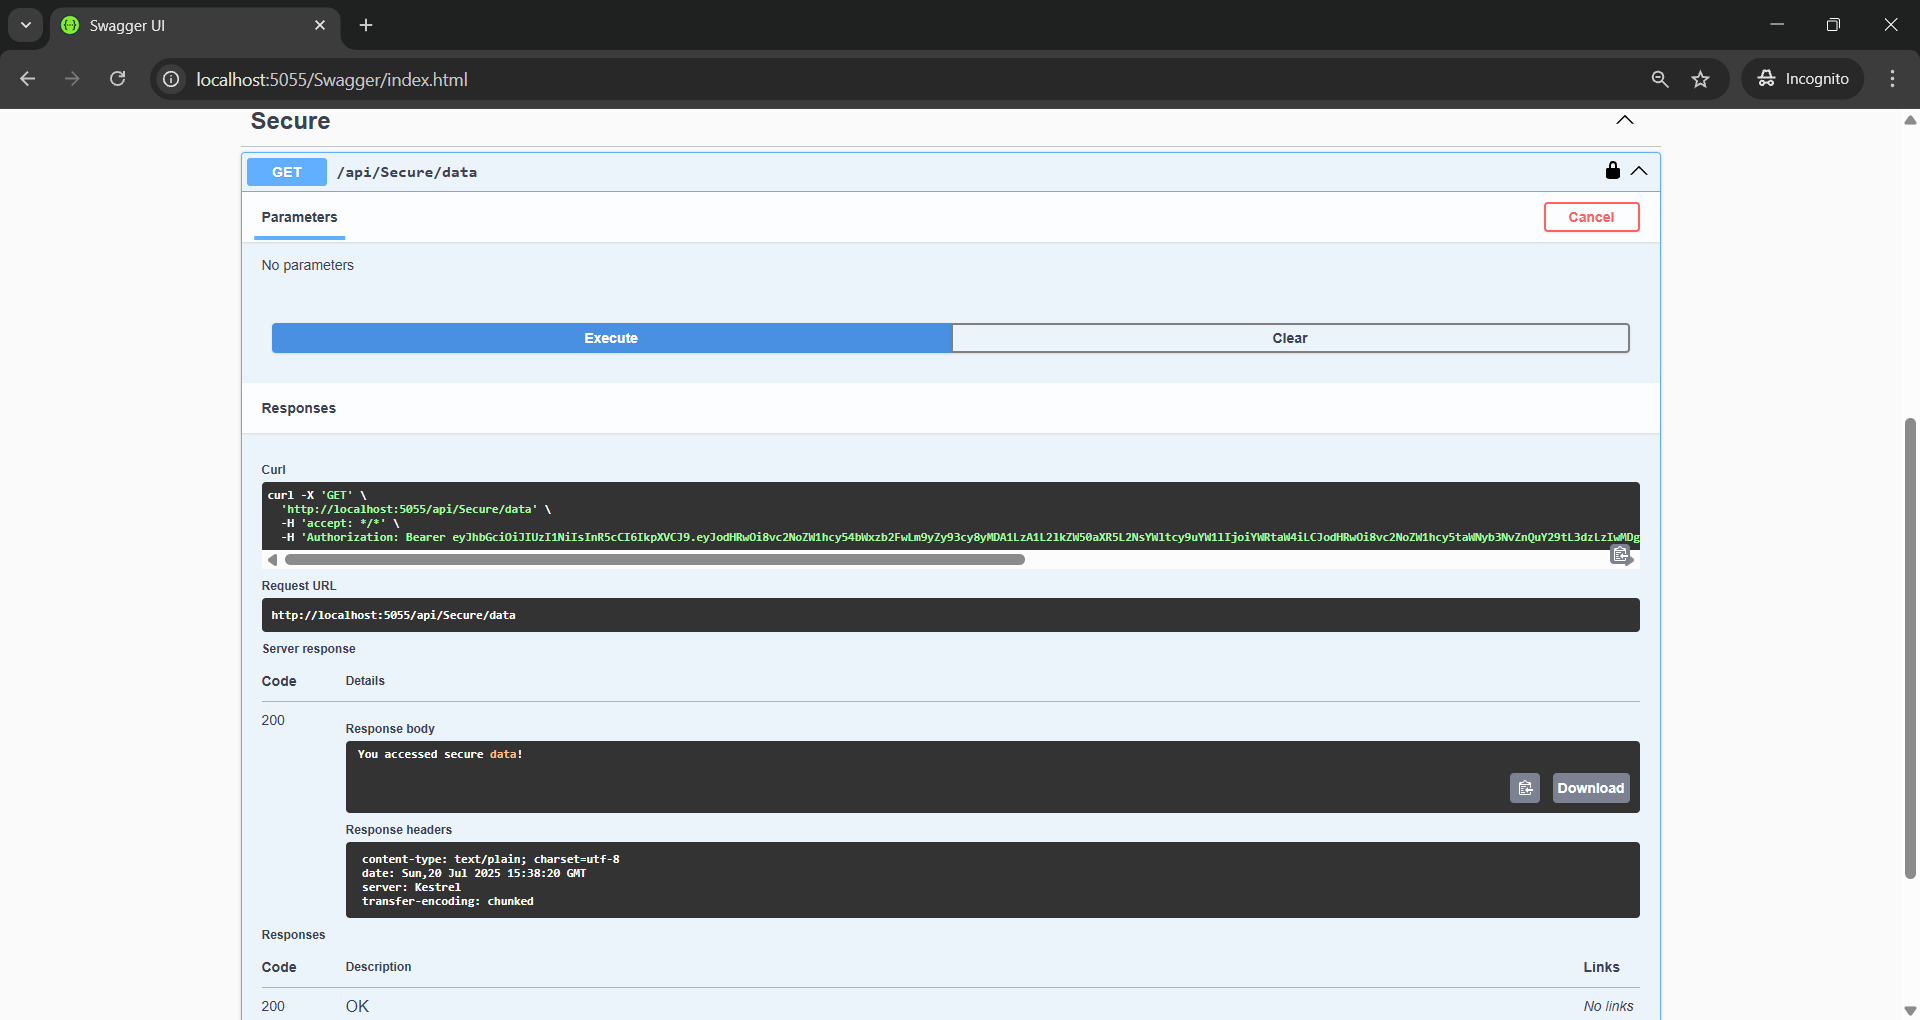 Swagger UI
localhost:5055/Swagger/index.html
Incognito
Secure
GET /api/Secure/data
Parameters
Cancel
No parameters
Execute
Clear
Responses
Curl
curl -X 'GET' \
'http://localhost:5055/api/Secure/data' \
-H 'accept: */*' \
-H 'Authorization: Bearer
Request URL
http://localhost:5055/api/Secure/data
Server response
Code Details
200
Response body
You accessed secure data!
Download
Response headers
content-type: text/plain; charset=utf-8
date: Sun,20 Jul 2025 15:38:20 GMT
server: Kestrel
transfer-encoding: chunked
Responses
Code Description Links
200 OK No links